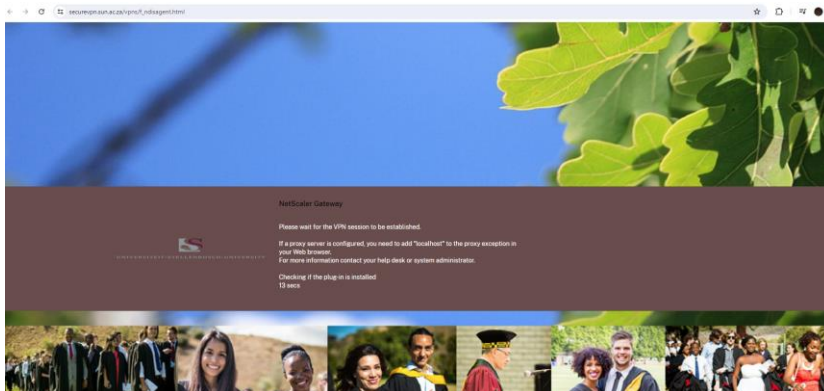 securevpn.sun.ac.za/vpns/f_ndisagent.html
NetScaler Gateway
Please wait for the VPN session to be established.
If a proxy server is configured, you need to add "localhost" to the proxy exception in
your Web browser.
For more information contact your help desk or system administrator.
Checking if the plug-in is installed
13 secs